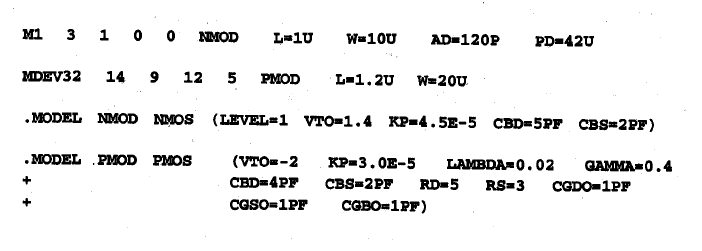 M1 3 1 0 0 NMOD L=1U W=10U AD=120P PD=42U
MDEV32 14 9 12 5 PMOD L=1.2U W=20U
.MODEL NMOD NMOS (LEVEL=1 VTO=1.4 KP=4.5E-5 CBD=5PF CBS=2PF)
.MODEL PMOD PMOS (VTO=-2 KP=3.0E-5 LAMBDA=0.02 GAMMA=0.4
+ CBD=4PF CBS=2PF RD=5 RS=3 CGDO=1PF
+ CGSO=1PF CGBO=1PF)